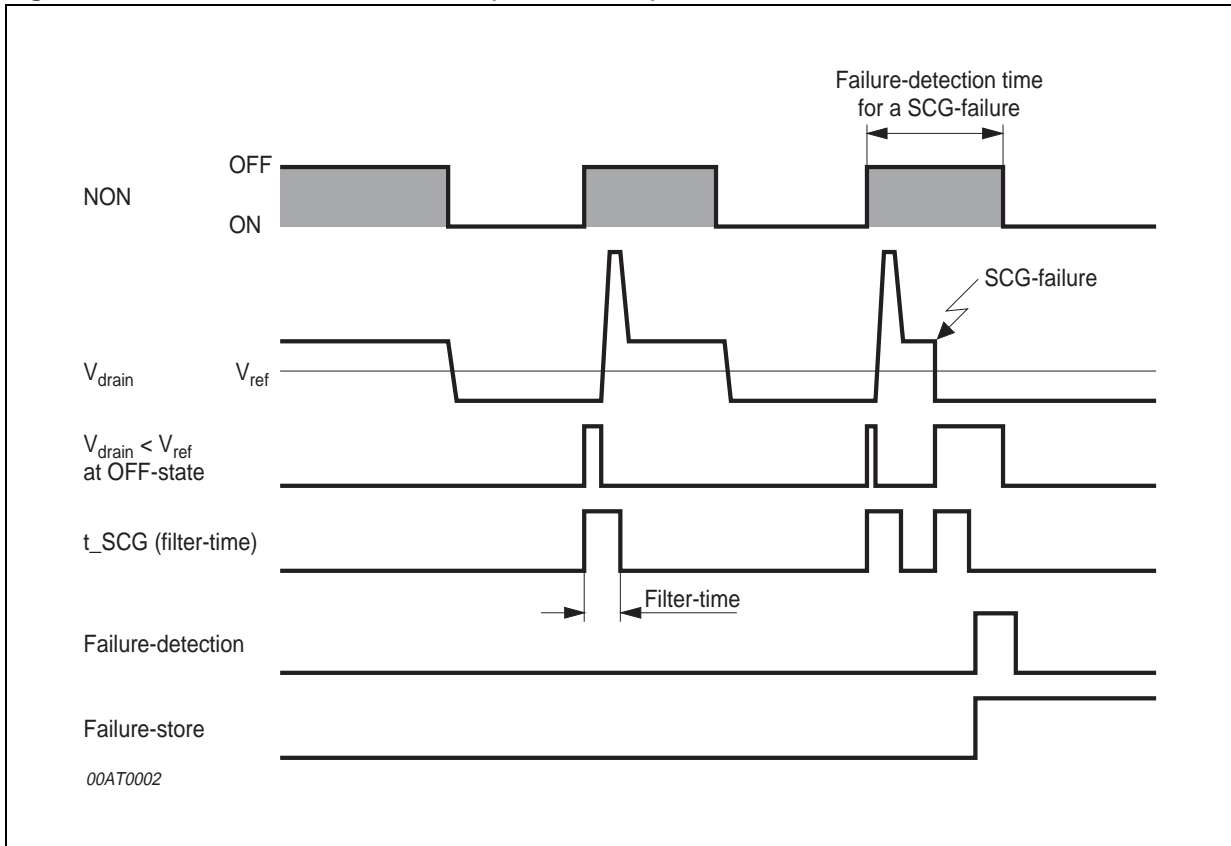 Failure-detection time
for a SCG-failure
OFF
NON
ON
SCG-failure
Vdrain Vref
Vdrain < Vref
at OFF-state
t_SCG (filter-time)
Filter-time
Failure-detection
Failure-store
00AT0002